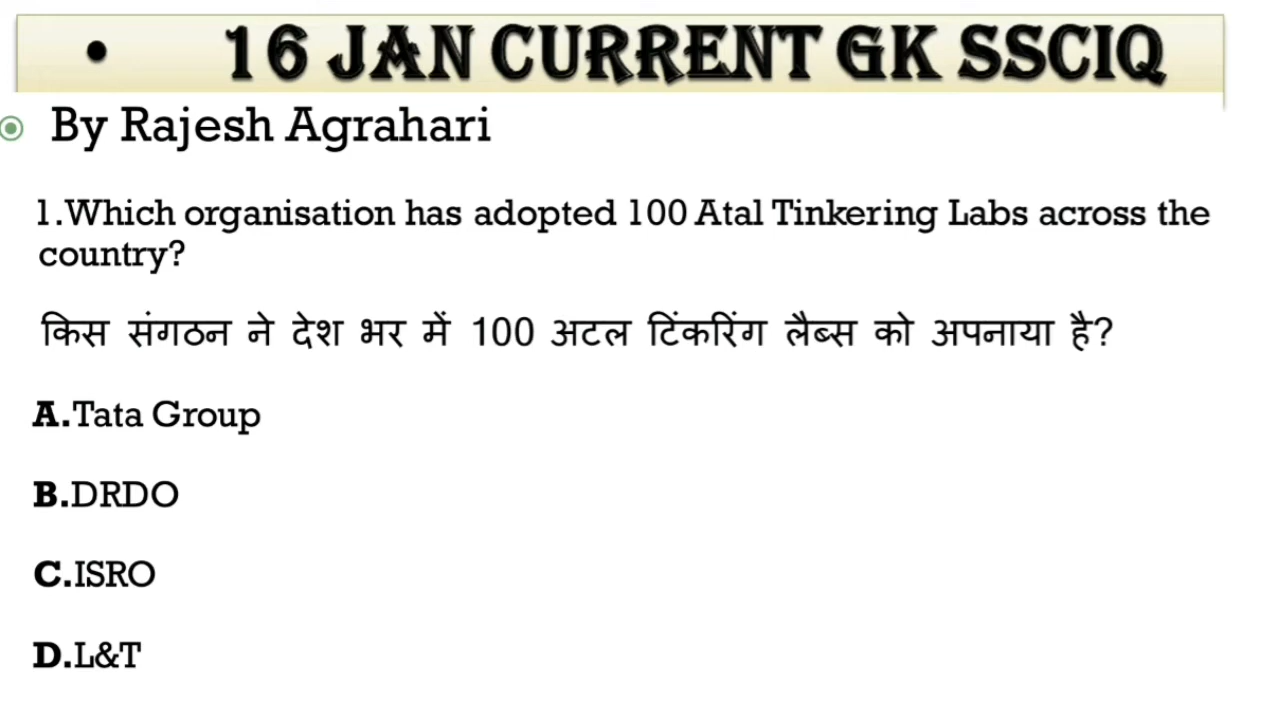 • 16 JAN CURRENT GK SSCIQ
By Rajesh Agrahari
1.Which organisation has adopted 100 Atal Tinkering Labs across the
country?
किस संगठन ने देश भर में 100 अटल टिंकरिंग लैब्स को अपनाया है?
A.Tata Group
B.DRDO
C.ISRO
D.L&T